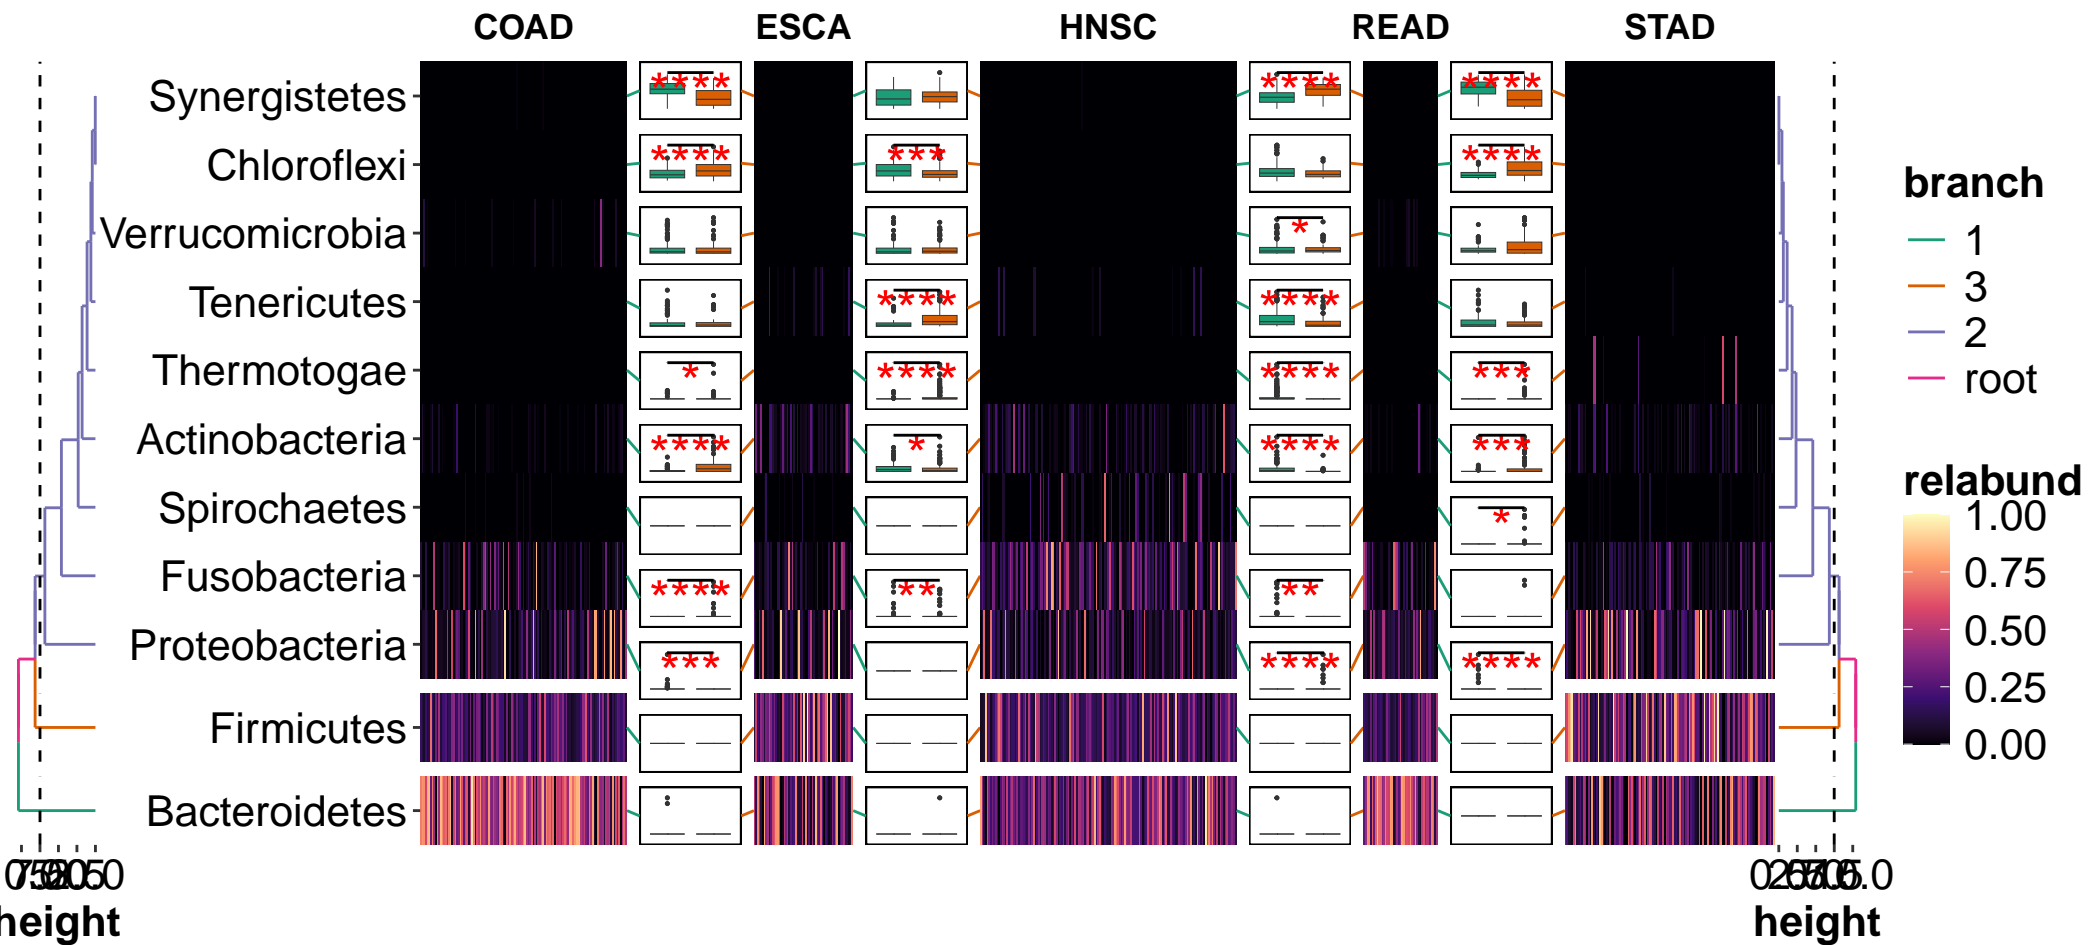 COAD ESCA HNSC READ STAD
Synergistetes
Chloroflexi
Verrucomicrobia
Tenericutes
Thermotogae
Actinobacteria
Spirochaetes
Fusobacteria
Proteobacteria
Firmicutes
Bacteroidetes
**** **** ****
**** *** ****
*
**** ****
* **** **** ***
**** * **** ***
*
**** ** **
*** **** ****
height
height
branch
1
3
2
root
relabund
1.00
0.75
0.50
0.25
0.00